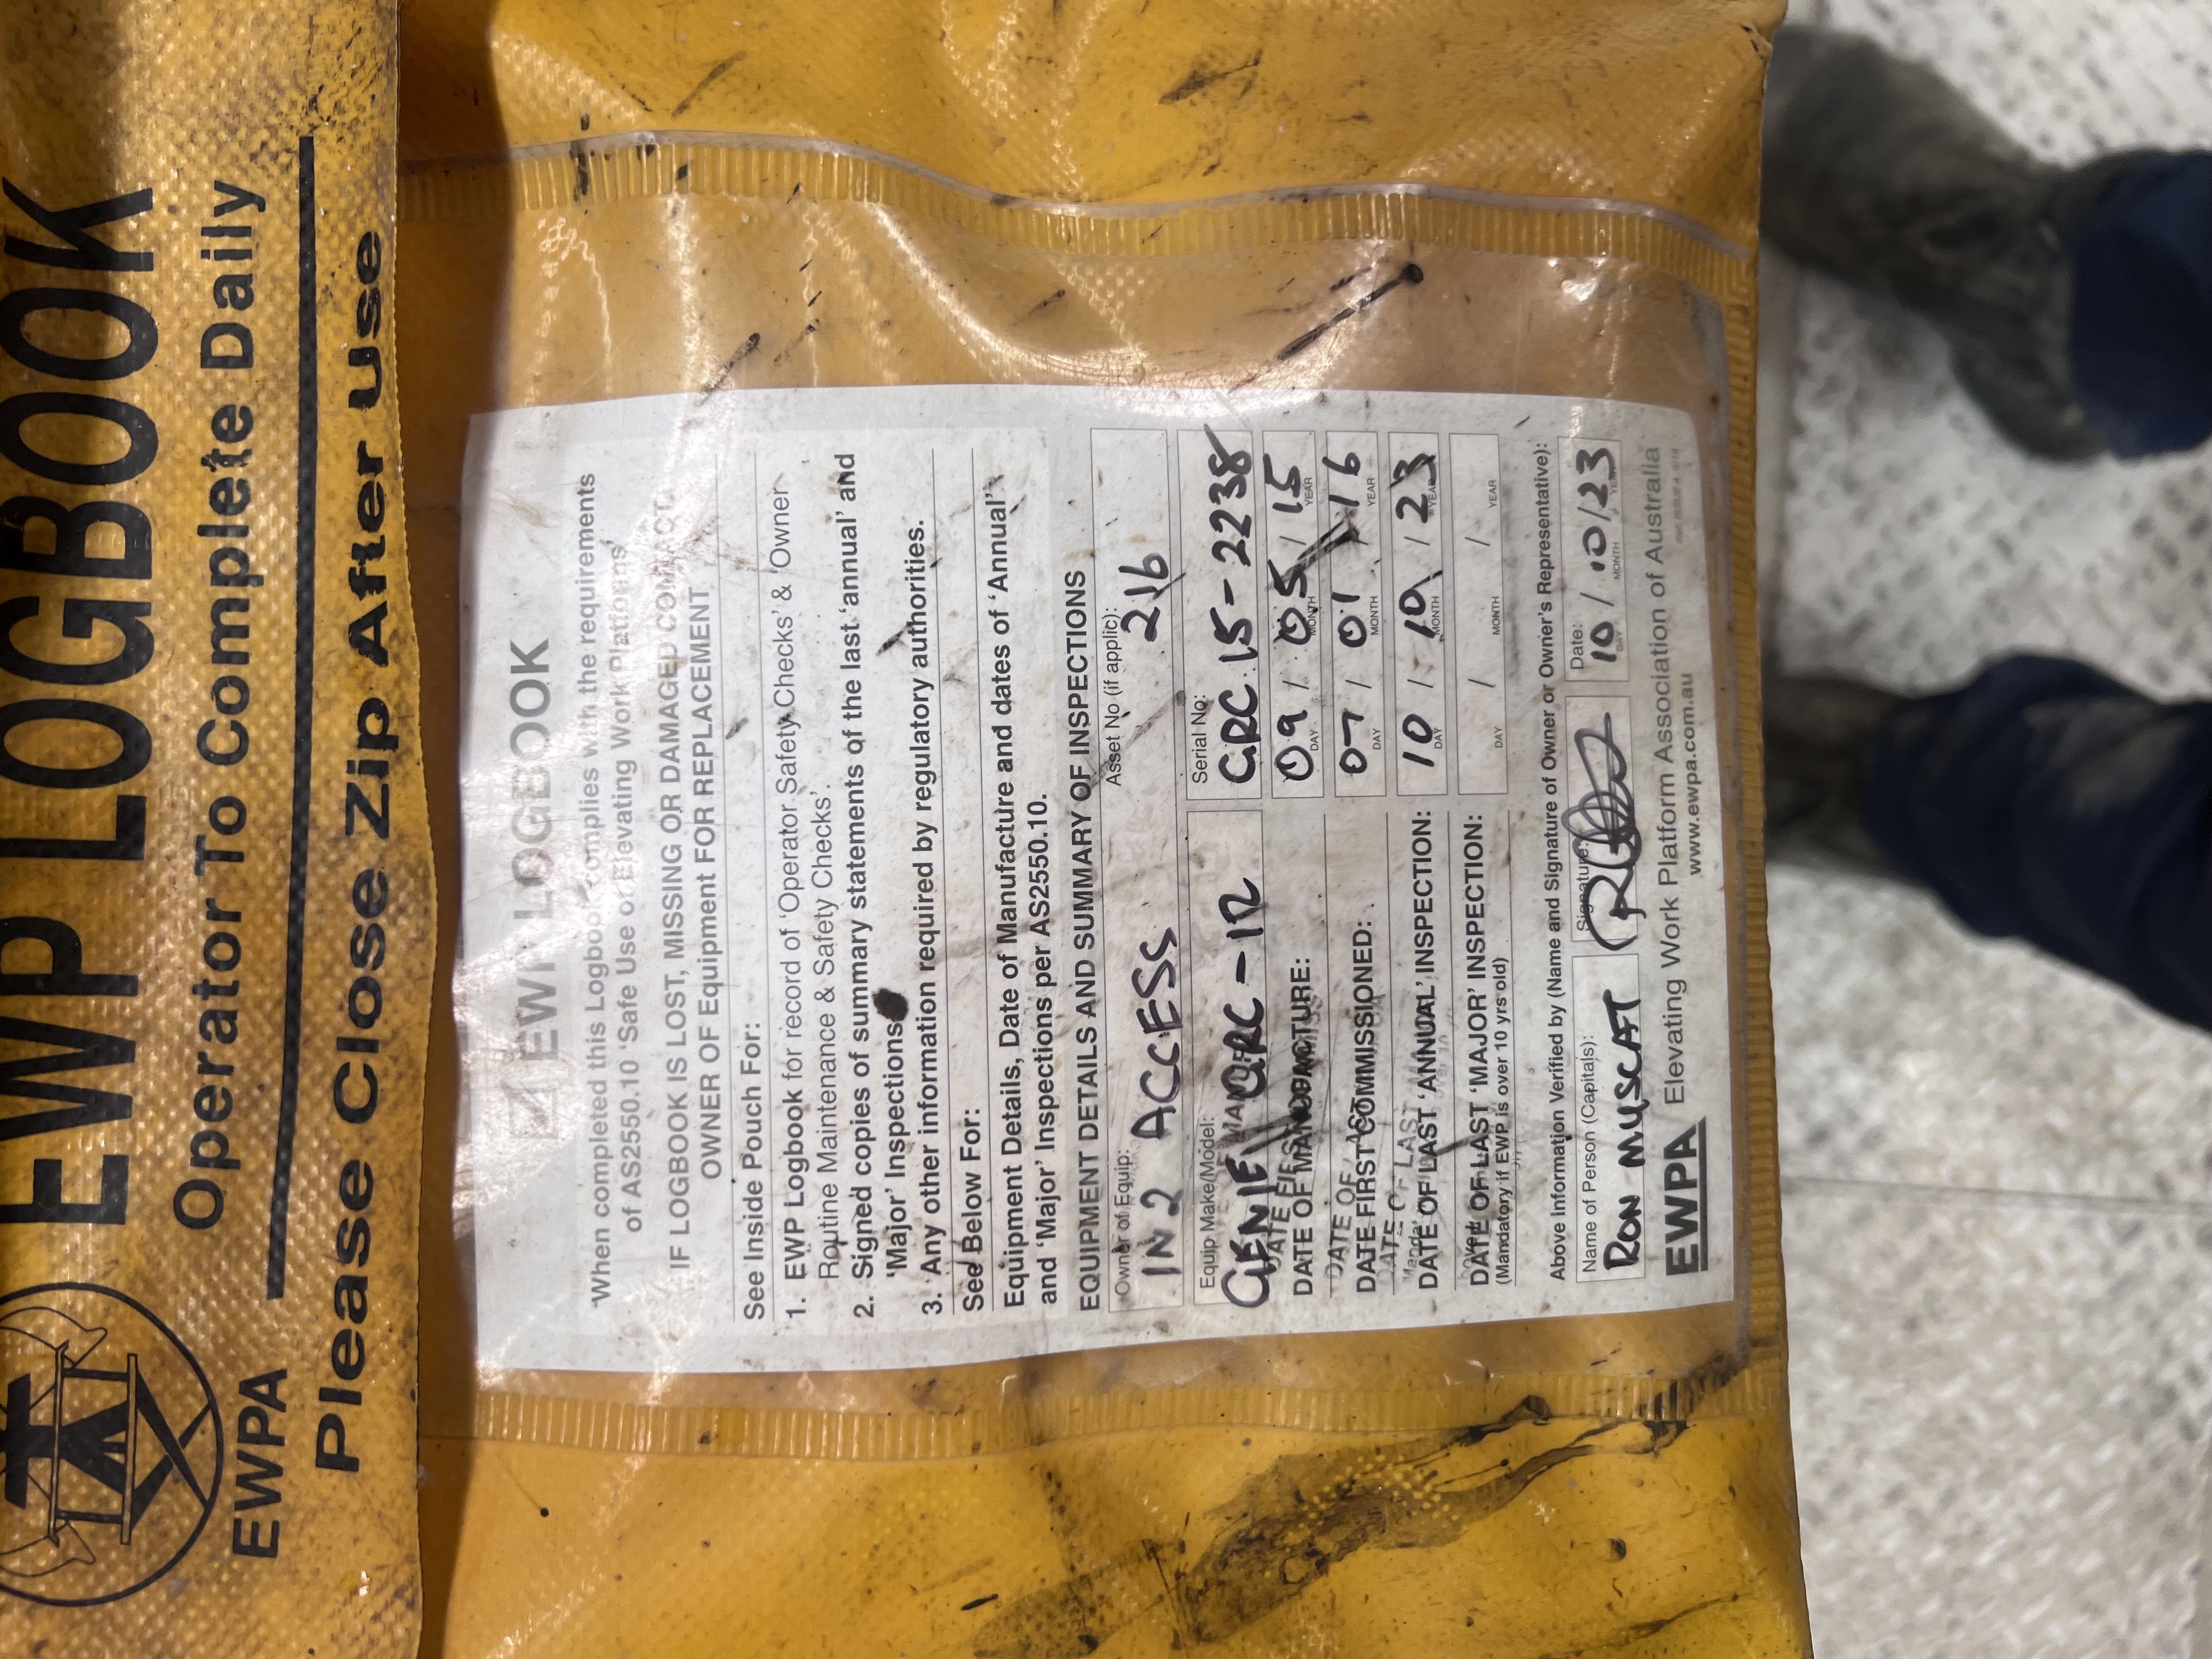 EWP LOGBOOK
Operator To Complete Daily
EWPA
Please Close Zip After Use
EWP LOGBOOK
When completed this Logbook complies with the requirements
of AS2550.10 'Safe Use of Elevating Work Platforms'
IF LOGBOOK IS LOST, MISSING OR DAMAGED CONTACT
OWNER OF Equipment FOR REPLACEMENT
See Inside Pouch For:
1. EWP Logbook for record of 'Operator Safety Checks' & 'Owner
Routine Maintenance & Safety Checks'.
2. Signed copies of summary statements of the last 'annual' and
'Major' Inspections
3. Any other information required by regulatory authorities.
See Below For:
Equipment Details, Date of Manufacture and dates of 'Annual'
and 'Major' Inspections per AS2550.10.
EQUIPMENT DETAILS AND SUMMARY OF INSPECTIONS
Owner of Equip: Asset No (if applic):
IN 2 ACCESS 216
Equip Make/Model: Serial No:
GENIE GRC-12 GRC 15-2238
DATE OF MANUFACTURE: 09 / 05 / 15
DAY MONTH YEAR
DATE FIRST COMMISSIONED: 07 / 01 / 16
DAY MONTH YEAR
DATE OF LAST 'ANNUAL' INSPECTION: 10 / 10 / 23
DAY MONTH YEAR
DATE OF LAST 'MAJOR' INSPECTION: / /
(Mandatory if EWP is over 10 yrs old) DAY MONTH YEAR
Above Information Verified by (Name and Signature of Owner or Owner's Representative):
Name of Person (Capitals): Signature: Date:
RON MUSCAT 10 / 10 / 23
DAY MONTH YEAR
EWPA Elevating Work Platform Association of Australia
www.ewpa.com.au